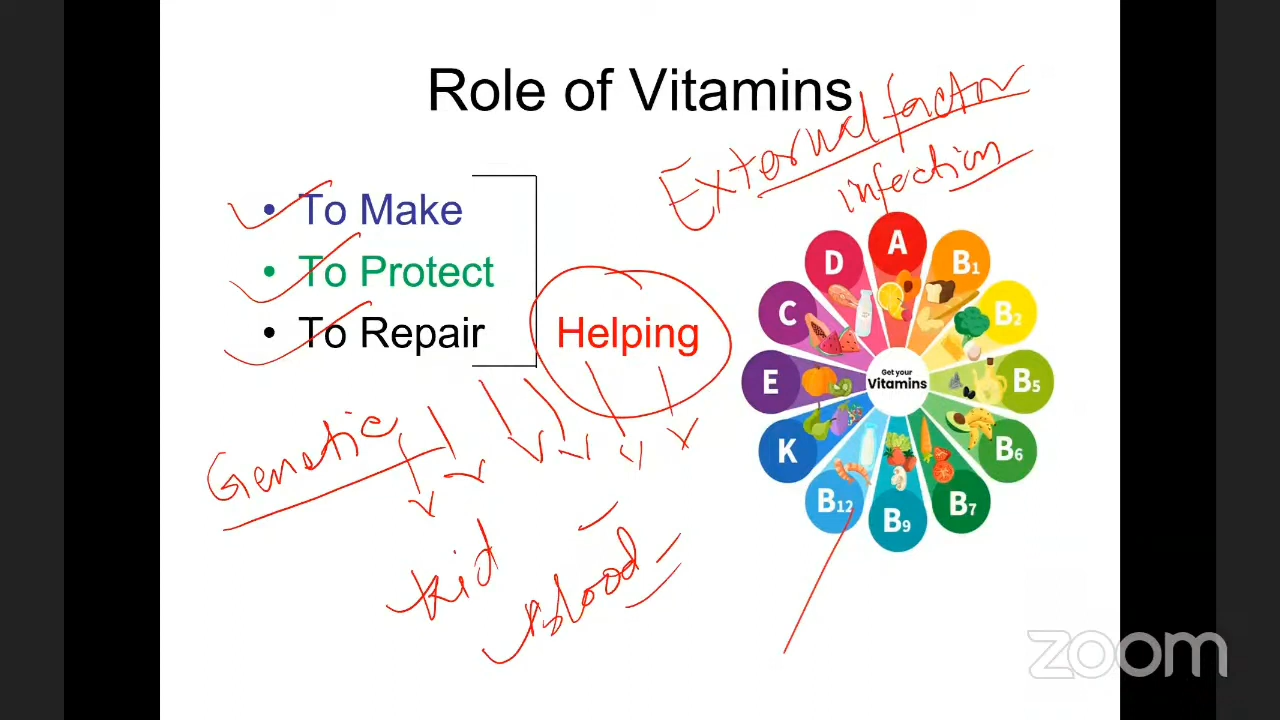 Role of Vitamins
External factor
infection
• To Make
• To Protect
• To Repair
Helping
Genetic
kid
Blood
A
B1
B2
B5
B6
B7
B9
B12
K
E
C
D
Get your
Vitamins
zoom